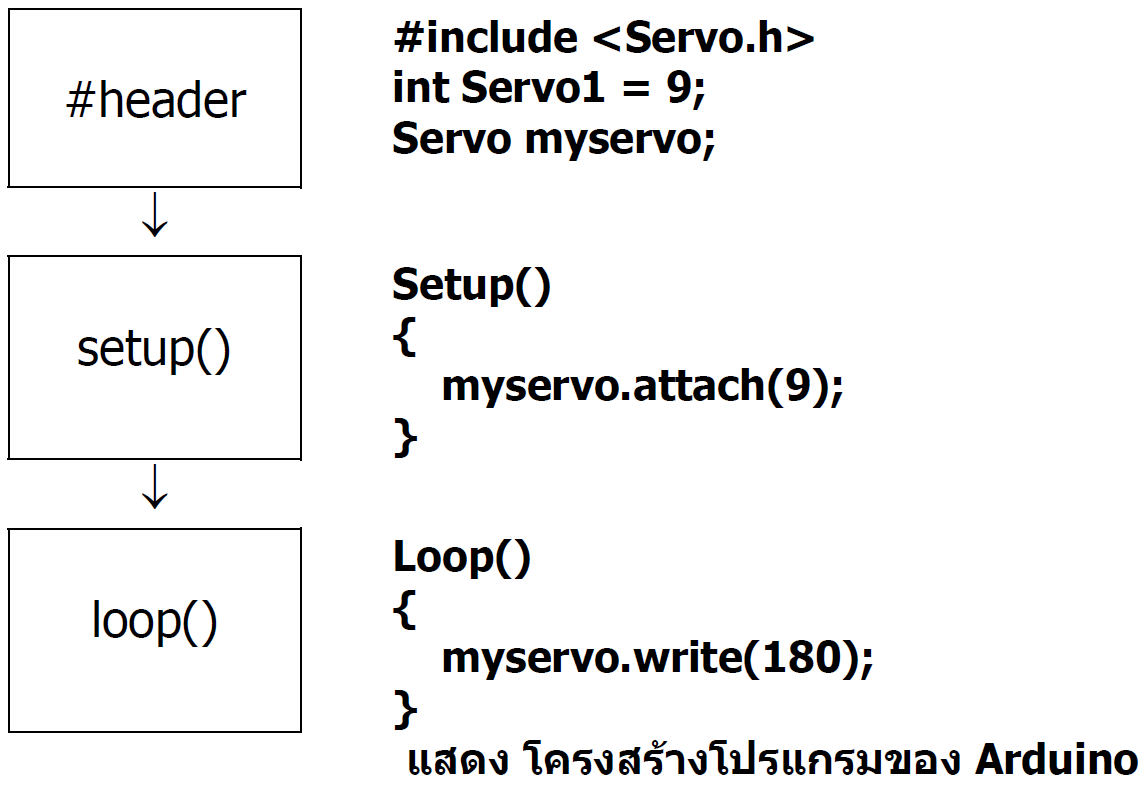 #header
#include <Servo.h>
int Servo1 = 9;
Servo myservo;
↓
setup()
Setup()
{
myservo.attach(9);
}
↓
loop()
Loop()
{
myservo.write(180);
}
แสดง โครงสร้างโปรแกรมของ Arduino